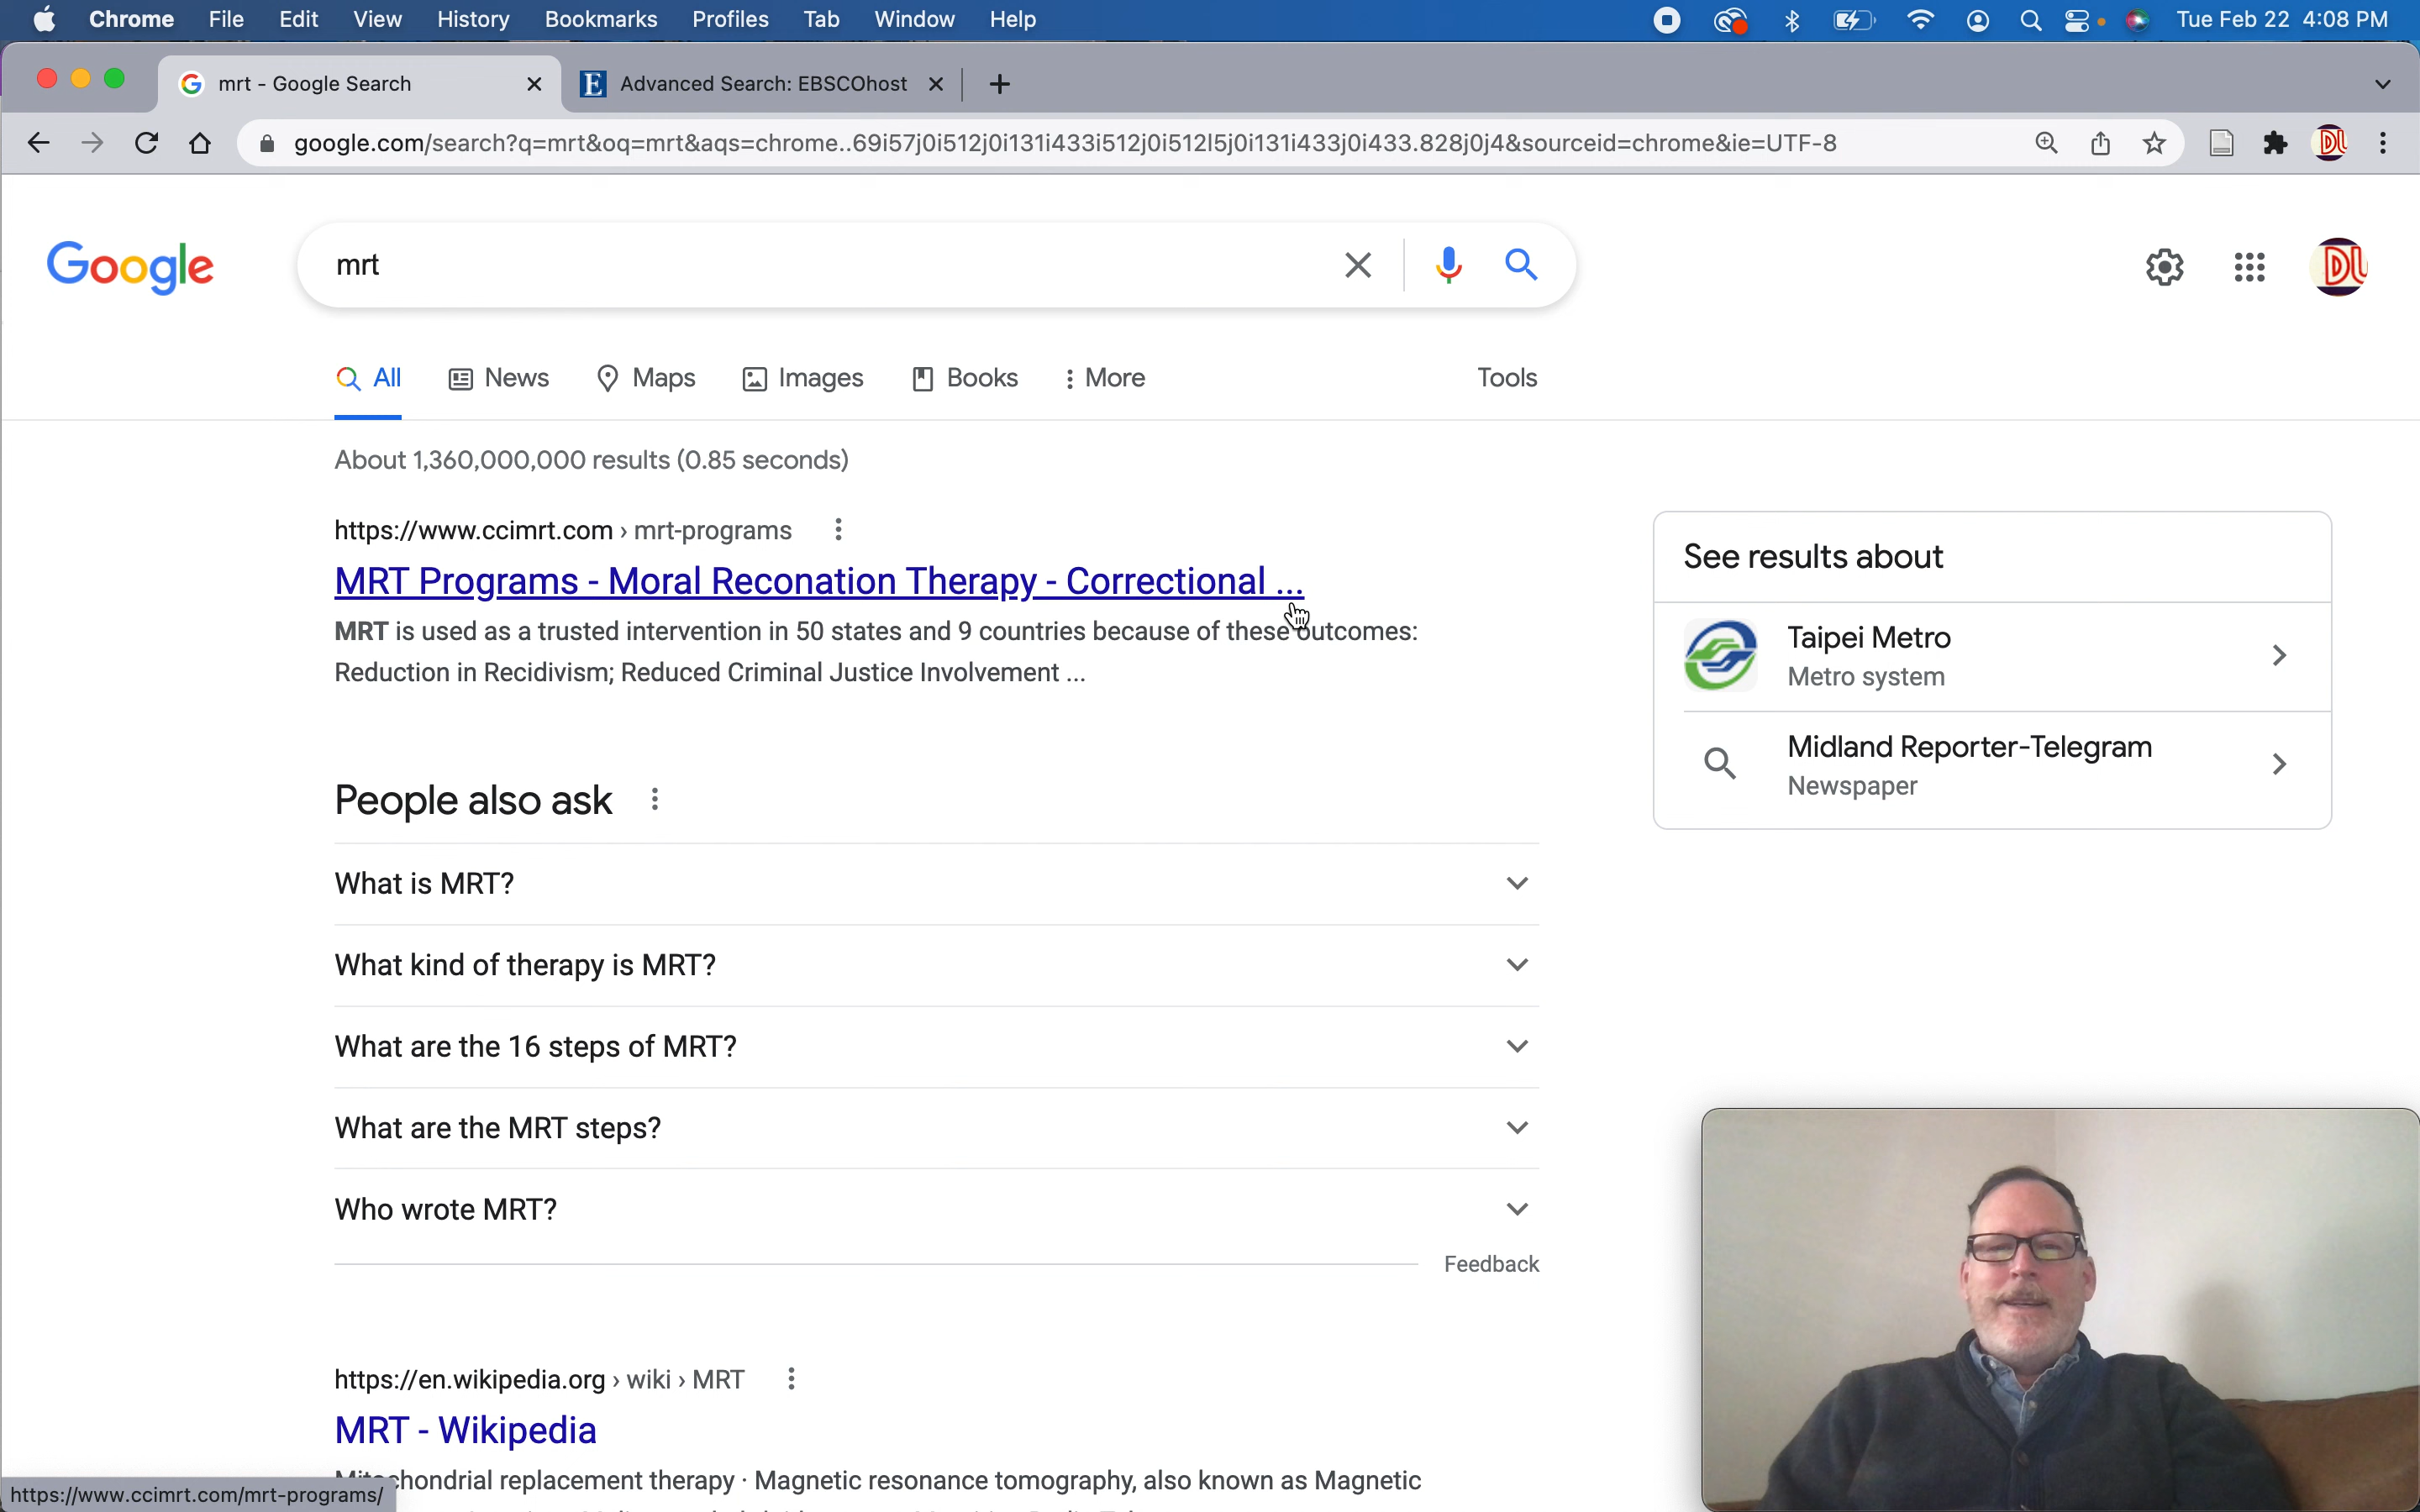 Chrome File Edit View History Bookmarks Profiles Tab Window Help Tue Feb 22 4:08 PM
mrt - Google Search E Advanced Search: EBSCOhost
google.com/search?q=mrt&oq=mrt&aqs=chrome..69i57j0i512j0i131i433i512j0i512l5j0i131i433j0i433.828j0j4&sourceid=chrome&ie=UTF-8 DL
Google mrt DL
All News Maps Images Books More Tools
About 1,360,000,000 results (0.85 seconds)
https://www.ccimrt.com › mrt-programs
MRT Programs - Moral Reconation Therapy - Correctional ...
MRT is used as a trusted intervention in 50 states and 9 countries because of these outcomes:
Reduction in Recidivism; Reduced Criminal Justice Involvement ...
See results about
Taipei Metro
Metro system
Midland Reporter-Telegram
Newspaper
People also ask
What is MRT?
What kind of therapy is MRT?
What are the 16 steps of MRT?
What are the MRT steps?
Who wrote MRT?
Feedback
https://en.wikipedia.org › wiki › MRT
MRT - Wikipedia
replacement therapy · Magnetic resonance tomography, also known as Magnetic
https://www.ccimrt.com/mrt-programs/